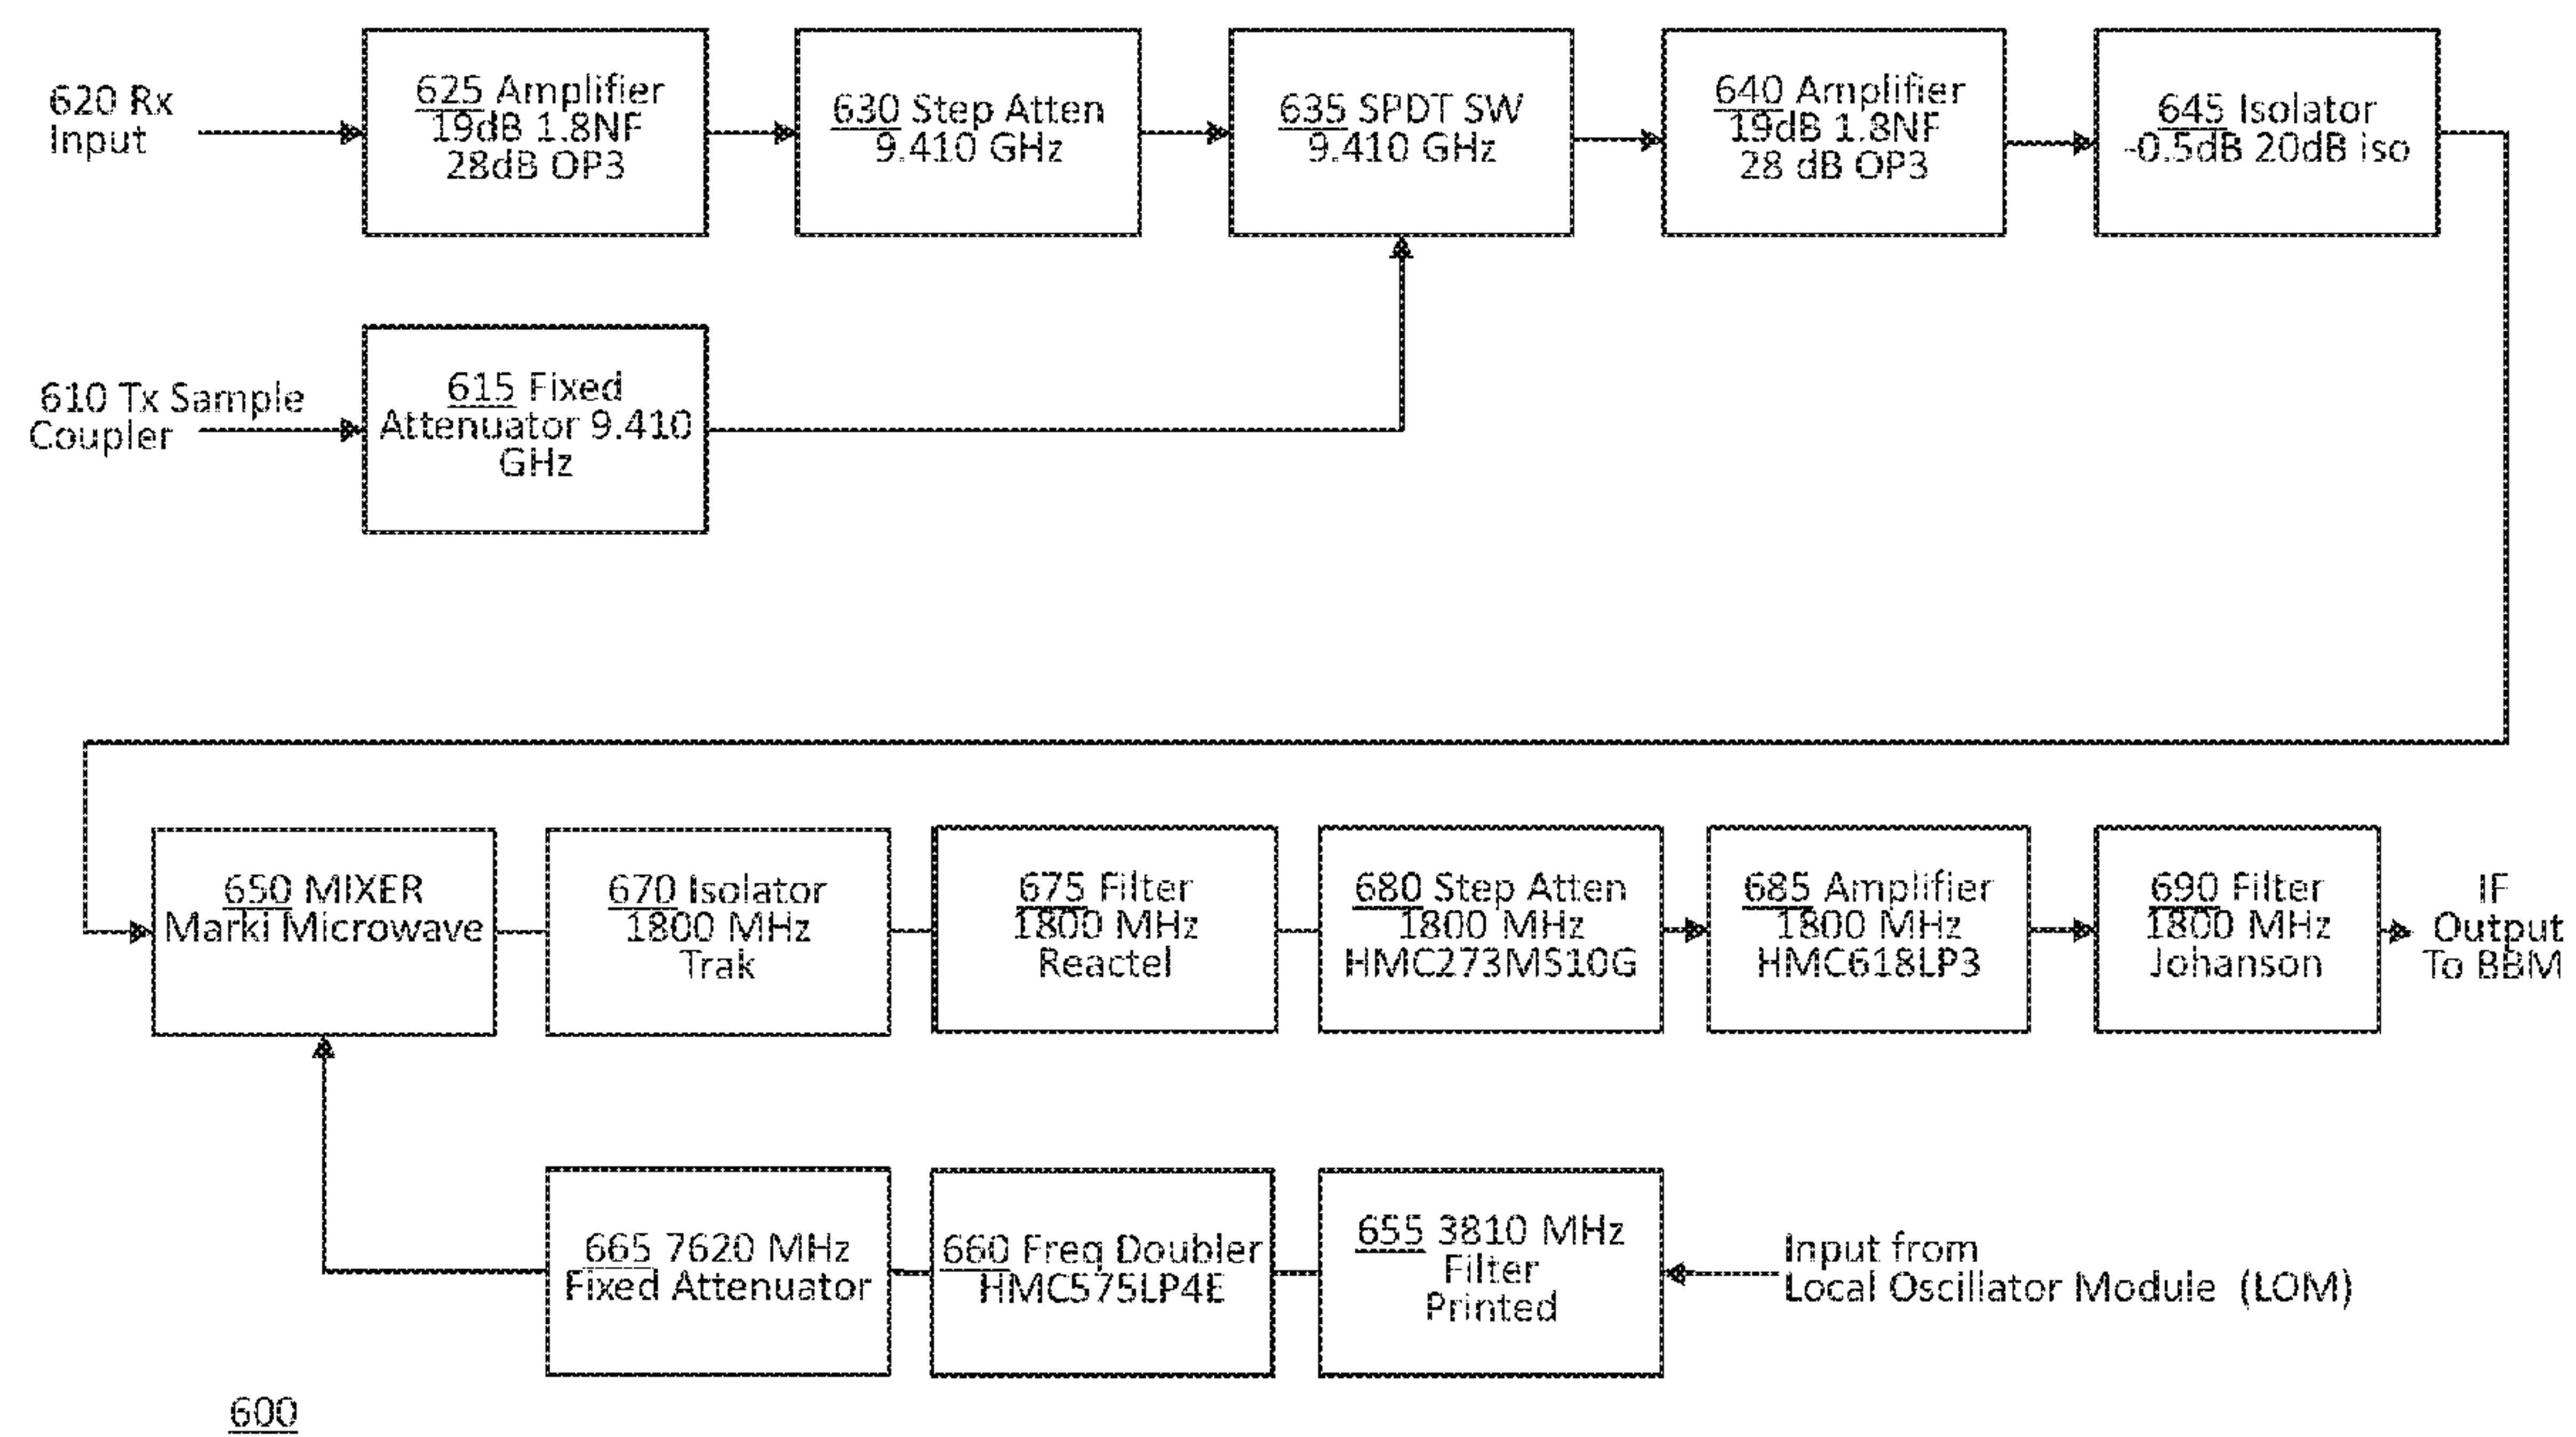 620 Rx
Input
625 Amplifier
19dB 1.8NF
28dB OP3
630 Step Atten
9.410 GHz
635 SPDT SW
9.410 GHz
640 Amplifier
19dB 1.8NF
28 dB OP3
645 Isolator
-0.5dB 20dB iso
610 Tx Sample
Coupler
615 Fixed
Attenuator 9.410
GHz
650 MIXER
Marki Microwave
670 Isolator
1800 MHz
Trak
675 Filter
1800 MHz
Reactel
680 Step Atten
1800 MHz
HMC273MS10G
685 Amplifier
1800 MHz
HMC618LP3
690 Filter
1800 MHz
Johanson
IF
Output
To BBM
665 7620 MHz
Fixed Attenuator
660 Freq Doubler
HMC575LP4E
655 3810 MHz
Filter
Printed
Input from
Local Oscillator Module (LOM)
600